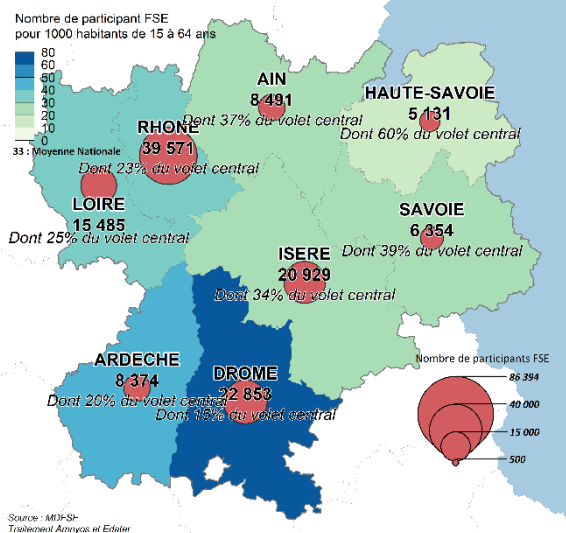 Nombre de participant FSE
pour 1000 habitants de 15 à 64 ans
80
60
50
40
30
20
10
0
33 : Moyenne Nationale
AIN
8 491
Dont 37% du volet central
HAUTE-SAVOIE
5 131
Dont 60% du volet central
RHONE
39 571
Dont 23% du volet central
LOIRE
15 485
Dont 25% du volet central
SAVOIE
6 354
Dont 39% du volet central
ISERE
20 929
Dont 34% du volet central
ARDECHE
8 374
Dont 20% du volet central
DROME
22 853
Dont 15% du volet central
Nombre de participants FSE
86 394
40 000
15 000
500
Source : MDFSE
Traitement Amnyos et Edater